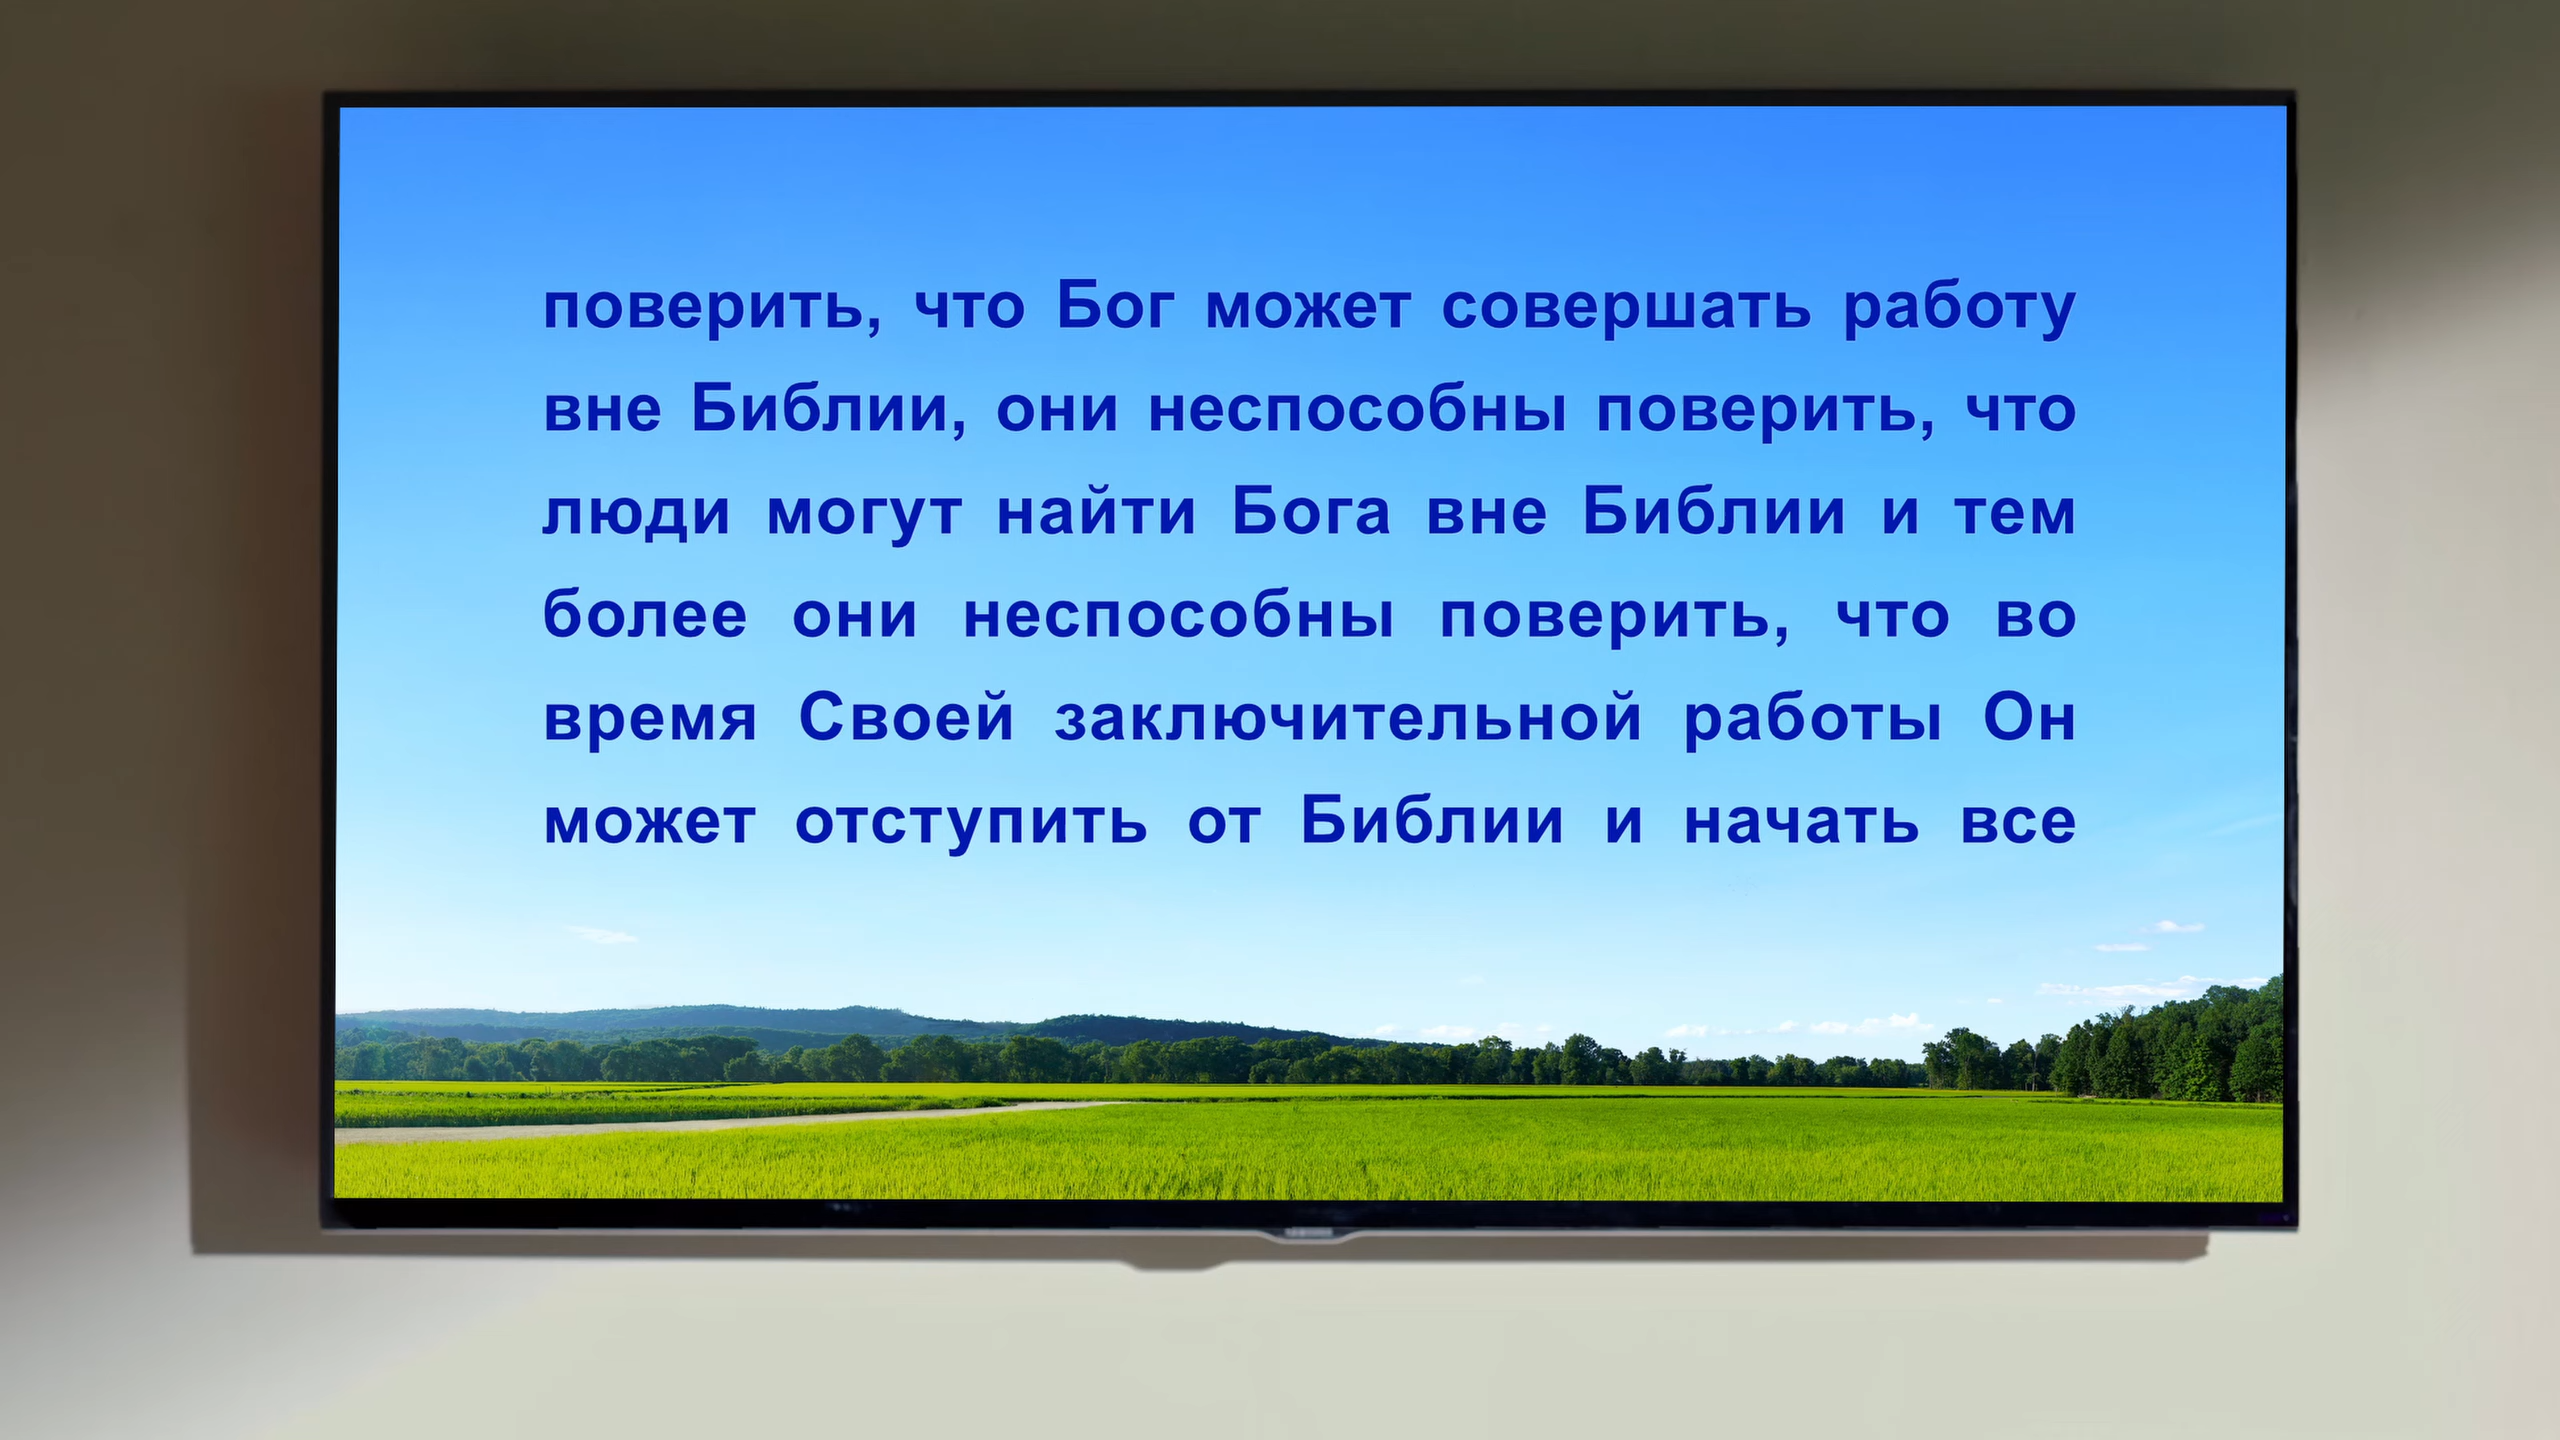 поверить, что Бог может совершать работу
вне Библии, они неспособны поверить, что
люди могут найти Бога вне Библии и тем
более они неспособны поверить, что во
время Своей заключительной работы Он
может отступить от Библии и начать все